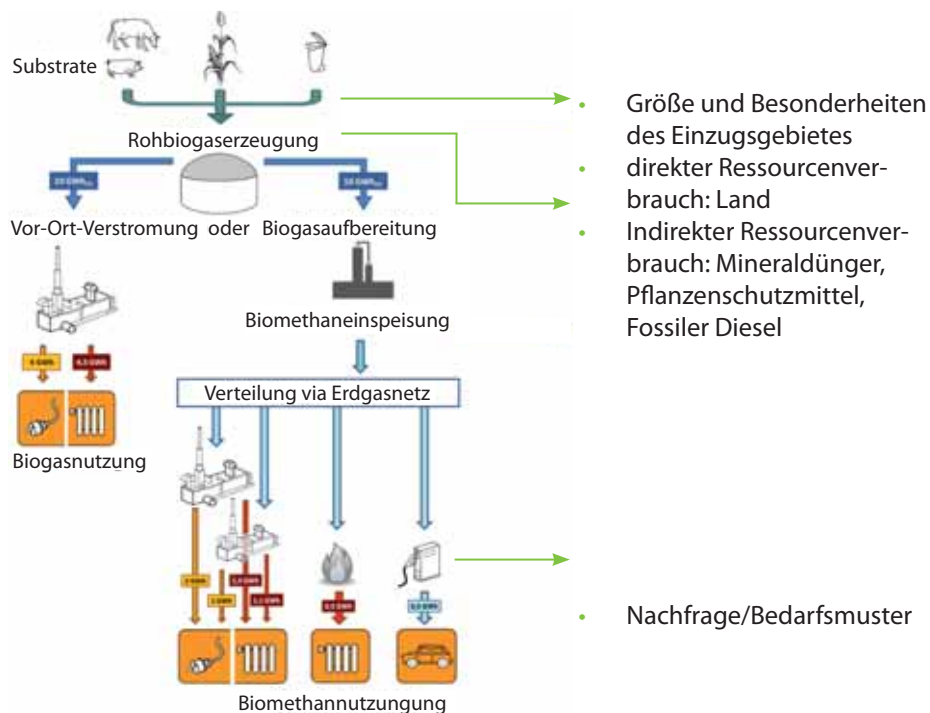 Substrate
Rohbiogaserzeugung
Vor-Ort-Verstromung oder Biogasaufbereitung
Biomethaneinspeisung
Verteilung via Erdgasnetz
Biogasnutzung
Biomethannutzungung
• Größe und Besonderheiten
des Einzugsgebietes
• direkter Ressourcenver-
brauch: Land
• Indirekter Ressourcenver-
brauch: Mineraldünger,
Pflanzenschutzmittel,
Fossiler Diesel
• Nachfrage/Bedarfsmuster